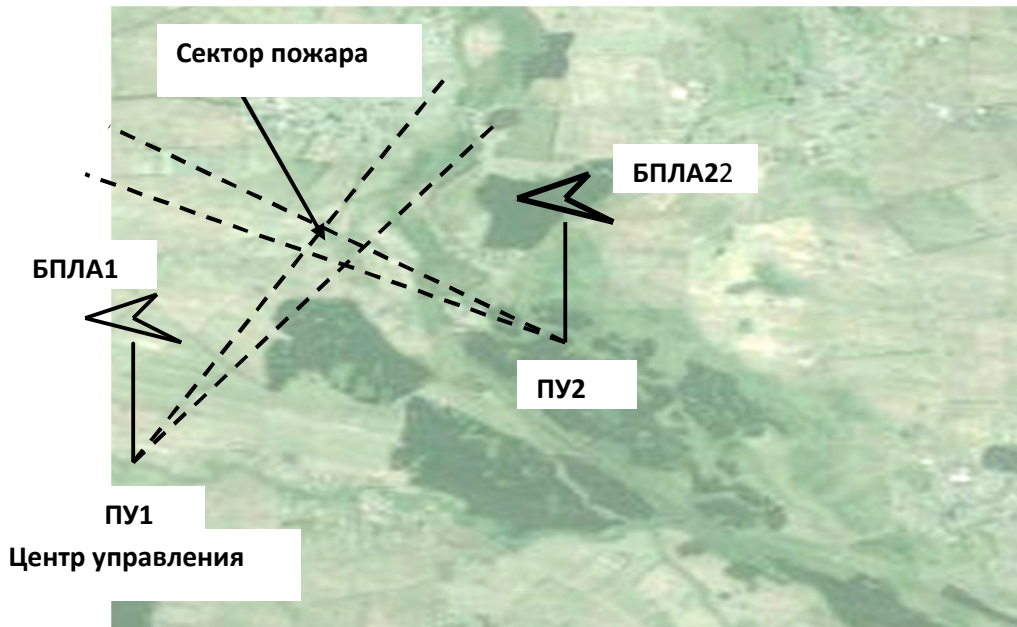 Сектор пожара
БПЛА22
БПЛА1
ПУ2
ПУ1
Центр управления